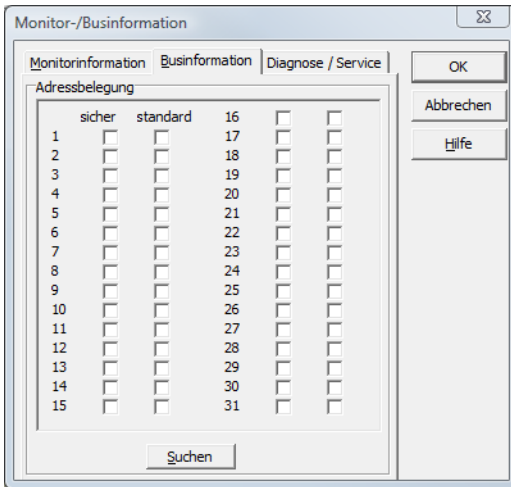 Monitor-/Businformation
Monitorinformation Businformation Diagnose / Service
OK
Abbrechen
Hilfe
Adressbelegung
sicher standard 16
1 17
2 18
3 19
4 20
5 21
6 22
7 23
8 24
9 25
10 26
11 27
12 28
13 29
14 30
15 31
Suchen